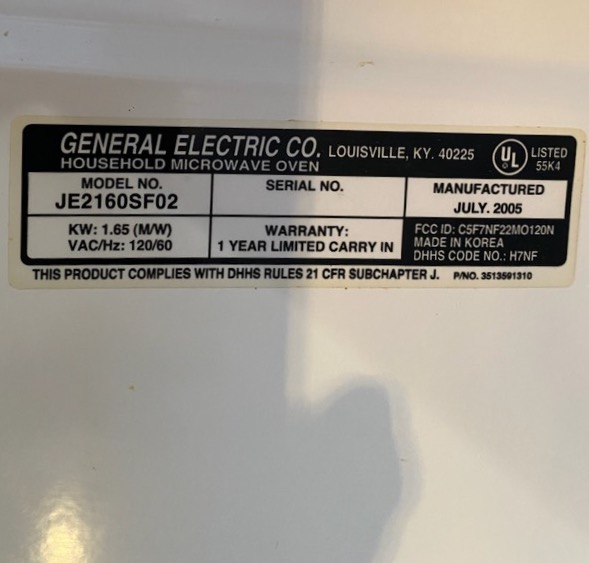 GENERAL ELECTRIC CO. LOUISVILLE, KY. 40225
HOUSEHOLD MICROWAVE OVEN
UL LISTED
55K4
MODEL NO.
JE2160SF02
SERIAL NO.
MANUFACTURED
JULY. 2005
KW: 1.65 (M/W)
VAC/Hz: 120/60
WARRANTY:
1 YEAR LIMITED CARRY IN
FCC ID: C5F7NF22MO120N
MADE IN KOREA
DHHS CODE NO.: H7NF
THIS PRODUCT COMPLIES WITH DHHS RULES 21 CFR SUBCHAPTER J. P/NO. 3513591310